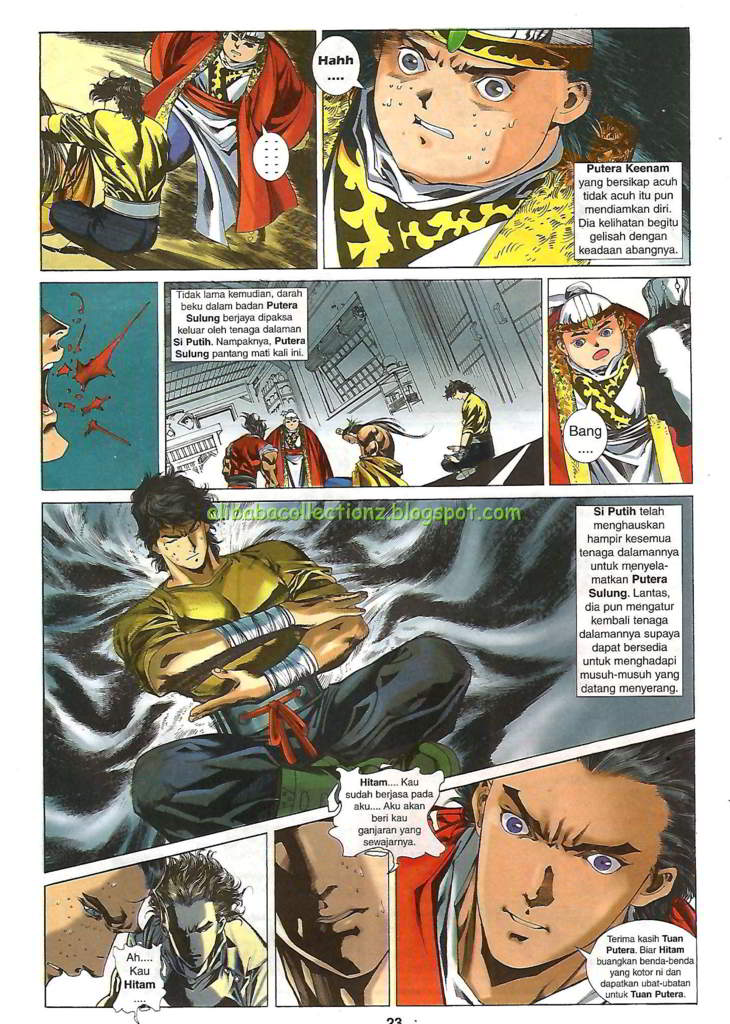 Hahh
....
Putera Keenam
yang bersikap acuh
tidak acuh itu pun
mendiamkan diri.
Dia kelihatan begitu
gelisah dengan
keadaan abangnya.
Tidak lama kemudian, darah
beku dalam badan Putera
Sulung berjaya dipaksa
keluar oleh tenaga dalaman
Si Putih. Nampaknya, Putera
Sulung pantang mati kali ini.
Bang
....
alibabacollectionz.blogspot.com
Si Putih telah
menghauskan
hampir kesemua
tenaga dalamannya
untuk menyela-
matkan Putera
Sulung. Lantas,
dia pun mengatur
kembali tenaga
dalamannya supaya
dapat bersedia
untuk menghadapi
musuh-musuh yang
datang menyerang.
Hitam.... Kau
sudah berjasa pada
aku.... Aku akan
beri kau
ganjaran yang
sewajarnya.
Ah....
Kau
Hitam
....
Terima kasih Tuan
Putera. Biar Hitam
buangkan benda-benda
yang kotor ni dan
dapatkan ubat-ubatan
untuk Tuan Putera.
23